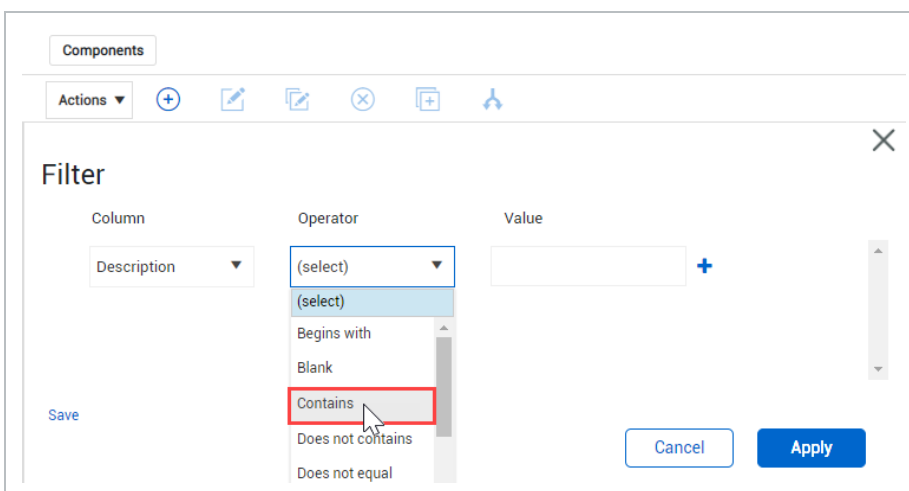 Components
Actions
Filter
Column Operator Value
Description (select)
(select)
Begins with
Blank
Contains
Save
Does not contains
Cancel Apply
Does not equal